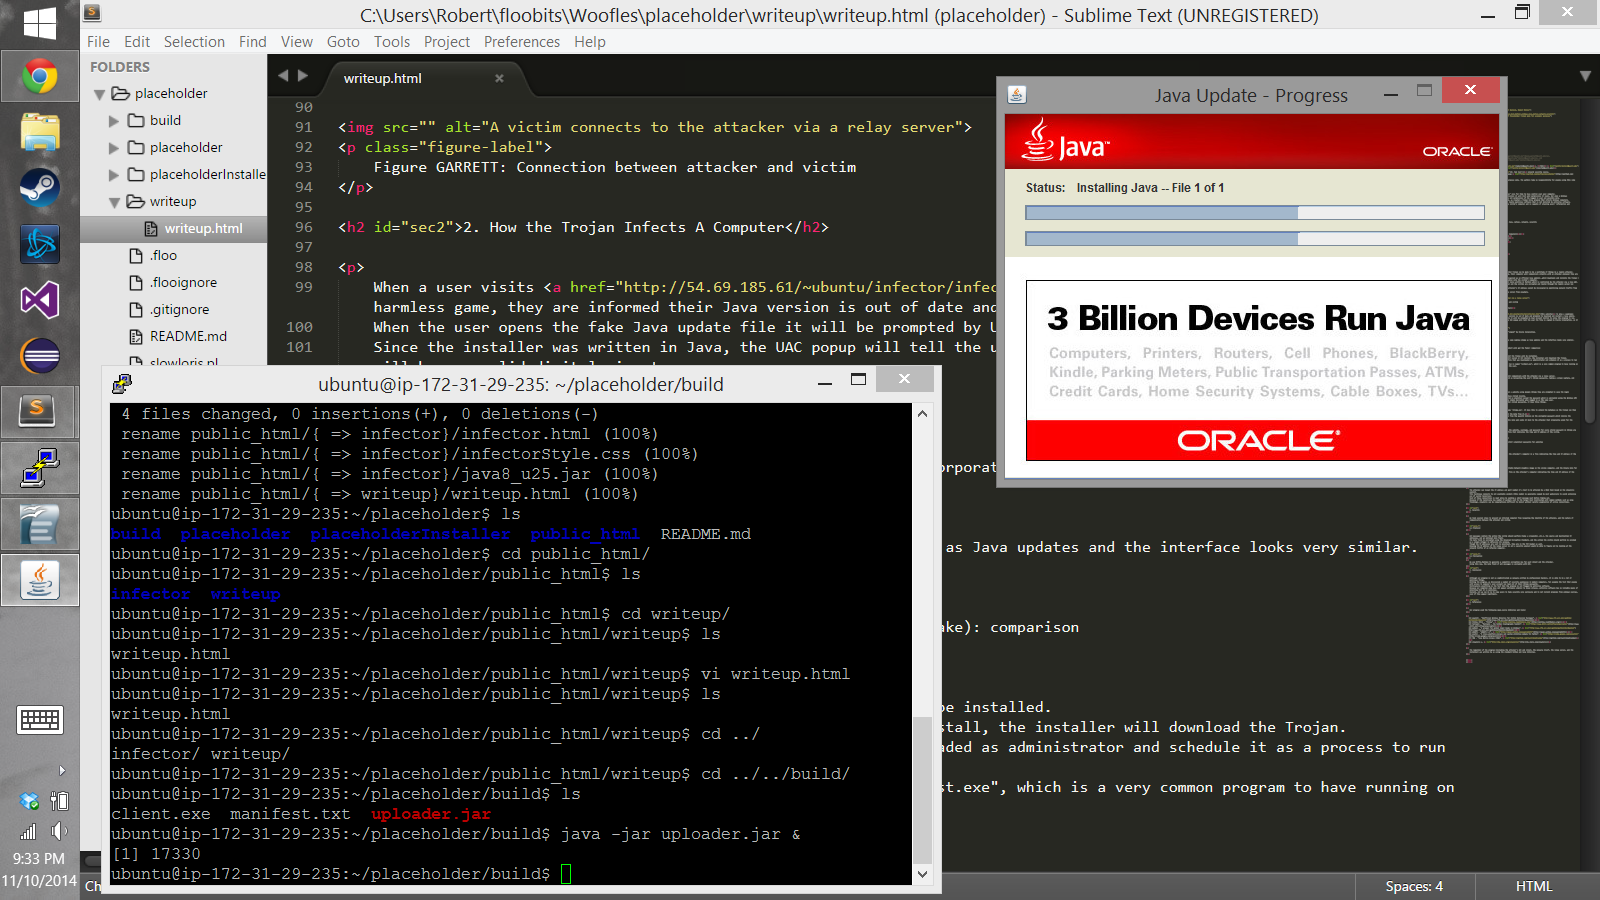 C:\Users\Robert\floobits\Woofles\placeholder\writeup\writeup.html (placeholder) - Sublime Text (UNREGISTERED)
File Edit Selection Find View Goto Tools Project Preferences Help
FOLDERS
placeholder
build
placeholder
placeholderInstalle
writeup
writeup.html
.floo
.flooignore
.gitignore
README.md
slowloris.pl
writeup.html
90
91 <img src="" alt="A victim connects to the attacker via a relay server">
92 <p class="figure-label">
93 Figure GARRETT: Connection between attacker and victim
94 </p>
95
96 <h2 id="sec2">2. How the Trojan Infects A Computer</h2>
97
98 <p>
99 When a user visits <a href="http://54.69.185.61/~ubuntu/infector/infec
harmless game, they are informed their Java version is out of date and
100 When the user opens the fake Java update file it will be prompted by U
101 Since the installer was written in Java, the UAC popup will tell the u
orporat
as Java updates and the interface looks very similar.
ake): comparison
be installed.
stall, the installer will download the Trojan.
aded as administrator and schedule it as a process to run
st.exe", which is a very common program to have running on
Java Update - Progress
Java
ORACLE
Status: Installing Java -- File 1 of 1
3 Billion Devices Run Java
Computers, Printers, Routers, Cell Phones, BlackBerry,
Kindle, Parking Meters, Public Transportation Passes, ATMs,
Credit Cards, Home Security Systems, Cable Boxes, TVs...
ORACLE
ubuntu@ip-172-31-29-235: ~/placeholder/build
4 files changed, 0 insertions(+), 0 deletions(-)
rename public_html/{ => infector}/infector.html (100%)
rename public_html/{ => infector}/infectorStyle.css (100%)
rename public_html/{ => infector}/java8_u25.jar (100%)
rename public_html/{ => writeup}/writeup.html (100%)
ubuntu@ip-172-31-29-235:~/placeholder$ ls
build placeholder placeholderInstaller public_html README.md
ubuntu@ip-172-31-29-235:~/placeholder$ cd public_html/
ubuntu@ip-172-31-29-235:~/placeholder/public_html$ ls
infector writeup
ubuntu@ip-172-31-29-235:~/placeholder/public_html$ cd writeup/
ubuntu@ip-172-31-29-235:~/placeholder/public_html/writeup$ ls
writeup.html
ubuntu@ip-172-31-29-235:~/placeholder/public_html/writeup$ vi writeup.html
ubuntu@ip-172-31-29-235:~/placeholder/public_html/writeup$ ls
writeup.html
ubuntu@ip-172-31-29-235:~/placeholder/public_html/writeup$ cd ../
infector/ writeup/
ubuntu@ip-172-31-29-235:~/placeholder/public_html/writeup$ cd ../../build/
ubuntu@ip-172-31-29-235:~/placeholder/build$ ls
client.exe manifest.txt uploader.jar
ubuntu@ip-172-31-29-235:~/placeholder/build$ java -jar uploader.jar &
[1] 17330
ubuntu@ip-172-31-29-235:~/placeholder/build$
9:33 PM
11/10/2014
Ch
Spaces: 4
HTML